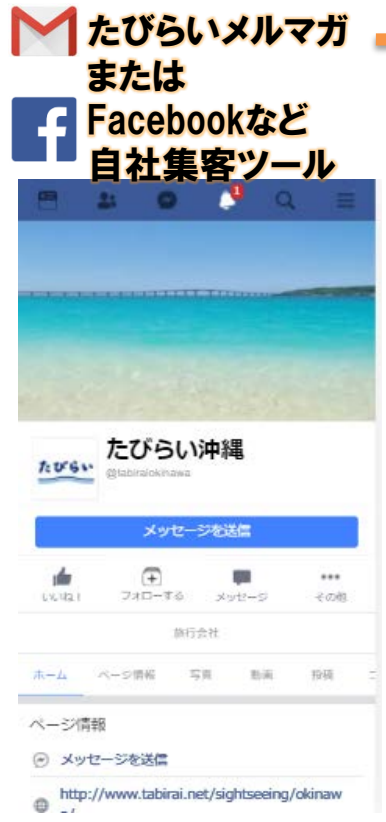 たびらいメルマガ
または
Facebookなど
自社集客ツール
1
たびらい沖縄
たびらい
@tabiraiokinawa
メッセージを送信
いいね！ フォローする メッセージ その他
旅行会社
ホーム ページ情報 写真 動画 投稿
ページ情報
メッセージを送信
http://www.tabirai.net/sightseeing/okinaw
a/